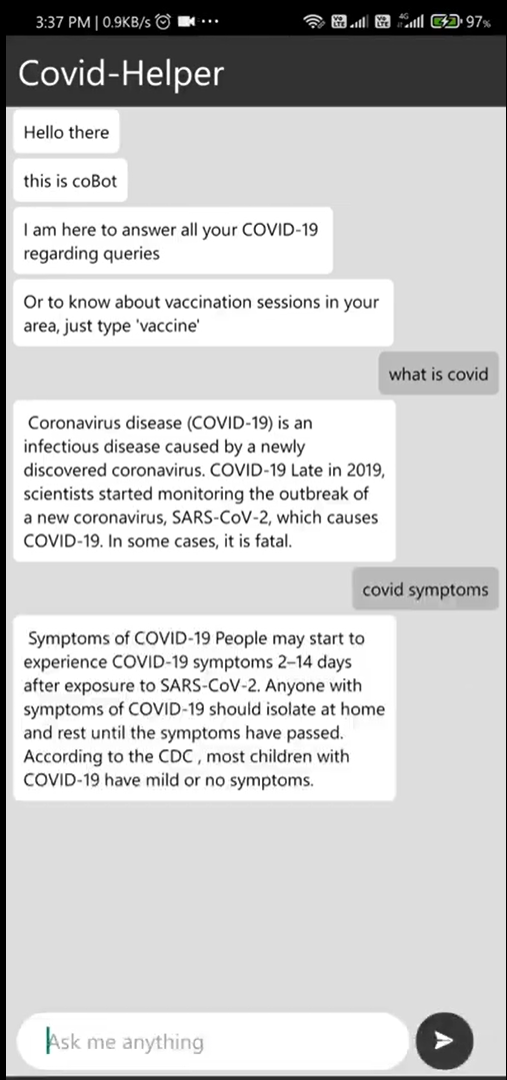 3:37 PM | 0.9KB/s
4G
97%
Covid-Helper
Hello there
this is coBot
I am here to answer all your COVID-19
regarding queries
Or to know about vaccination sessions in your
area, just type 'vaccine'
what is covid
Coronavirus disease (COVID-19) is an
infectious disease caused by a newly
discovered coronavirus. COVID-19 Late in 2019,
scientists started monitoring the outbreak of
a new coronavirus, SARS-CoV-2, which causes
COVID-19. In some cases, it is fatal.
covid symptoms
Symptoms of COVID-19 People may start to
experience COVID-19 symptoms 2–14 days
after exposure to SARS-CoV-2. Anyone with
symptoms of COVID-19 should isolate at home
and rest until the symptoms have passed.
According to the CDC , most children with
COVID-19 have mild or no symptoms.
Ask me anything